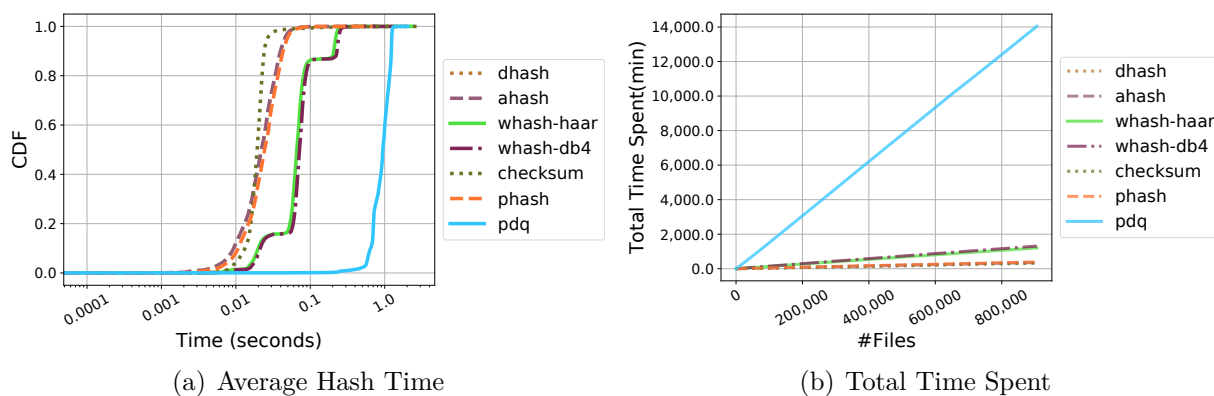 1.0
0.8
0.6
0.4
0.2
0.0
CDF
0.0001
0.001
0.01
0.1
1.0
Time (seconds)
dhash
ahash
whash-haar
whash-db4
checksum
phash
pdq
(a) Average Hash Time
14,000.0
12,000.0
10,000.0
8,000.0
6,000.0
4,000.0
2,000.0
0.0
Total Time Spent(min)
0
200,000
400,000
600,000
800,000
#Files
dhash
ahash
whash-haar
whash-db4
checksum
phash
pdq
(b) Total Time Spent